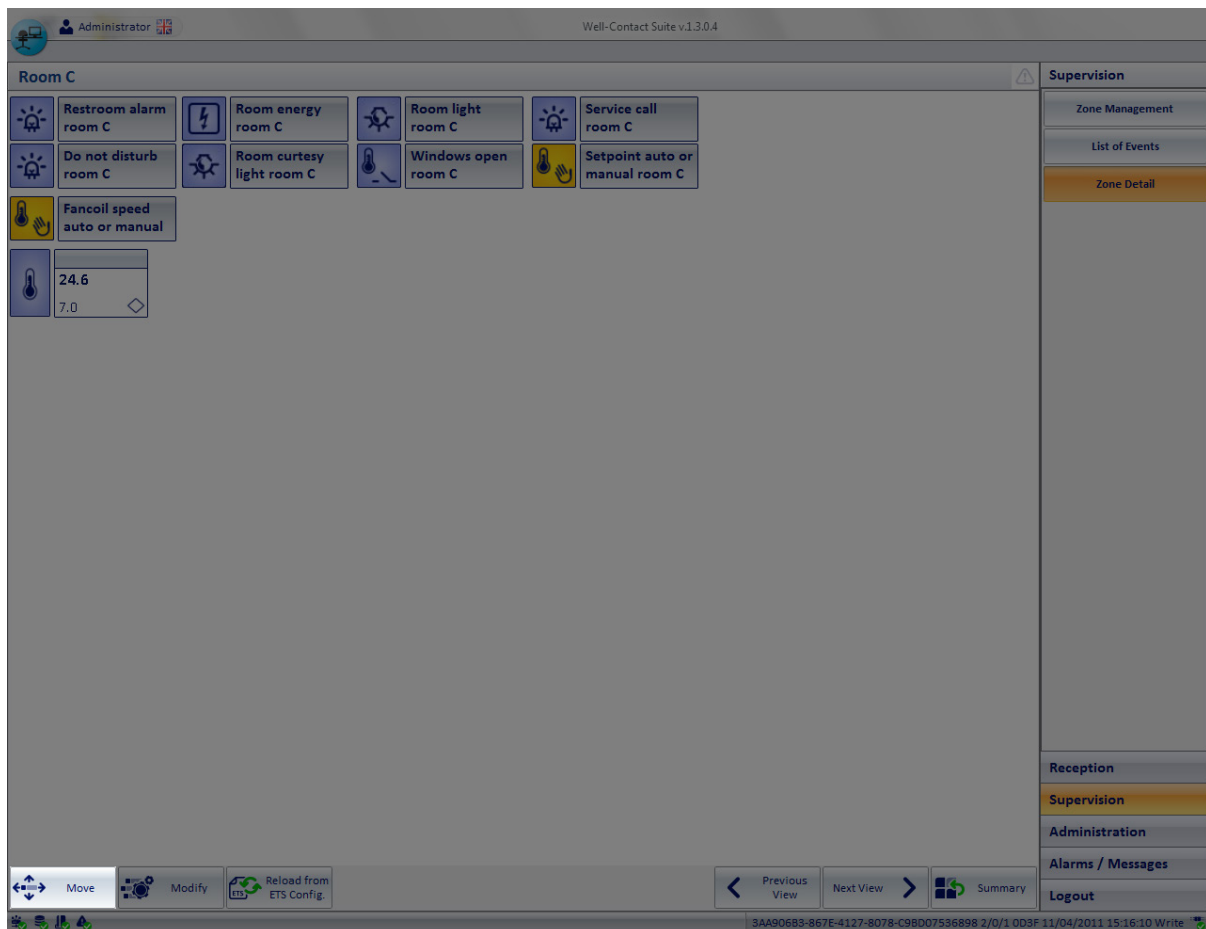 Administrator
Well-Contact Suite v.1.3.0.4
Room C
Supervision
Restroom alarm
room C
Room energy
room C
Room light
room C
Service call
room C
Do not disturb
room C
Room curtesy
light room C
Windows open
room C
Setpoint auto or
manual room C
Fancoil speed
auto or manual
24.6
7.0
Zone Management
List of Events
Zone Detail
Reception
Supervision
Administration
Alarms / Messages
Logout
Move
Modify
ETS
Reload from
ETS Config.
Previous
View
Next View
Summary
3AA906B3-867E-4127-8078-C9BD07536898 2/0/1 0D3F 11/04/2011 15:16:10 Write